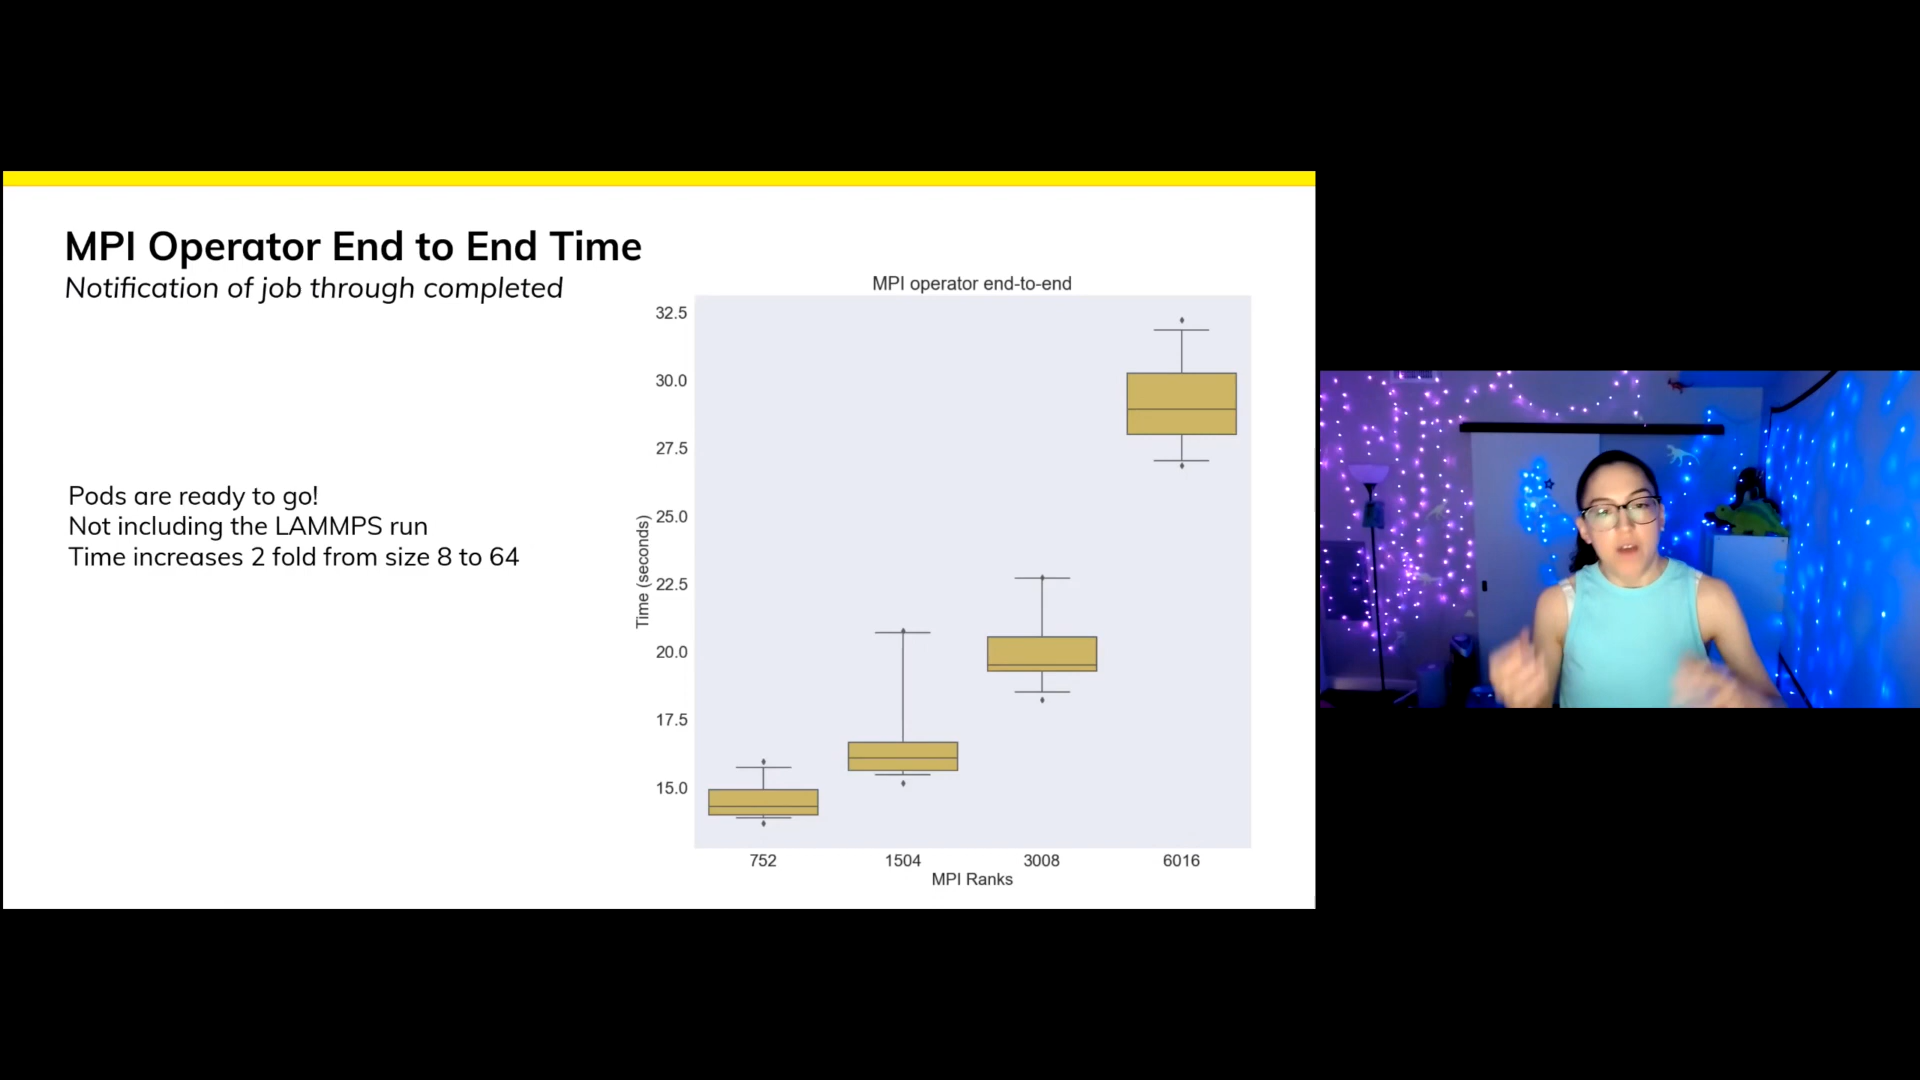 MPI Operator End to End Time
Notification of job through completed
Pods are ready to go!
Not including the LAMMPS run
Time increases 2 fold from size 8 to 64
MPI operator end-to-end
Time (seconds)
32.5
30.0
27.5
25.0
22.5
20.0
17.5
15.0
752 1504 3008 6016
MPI Ranks